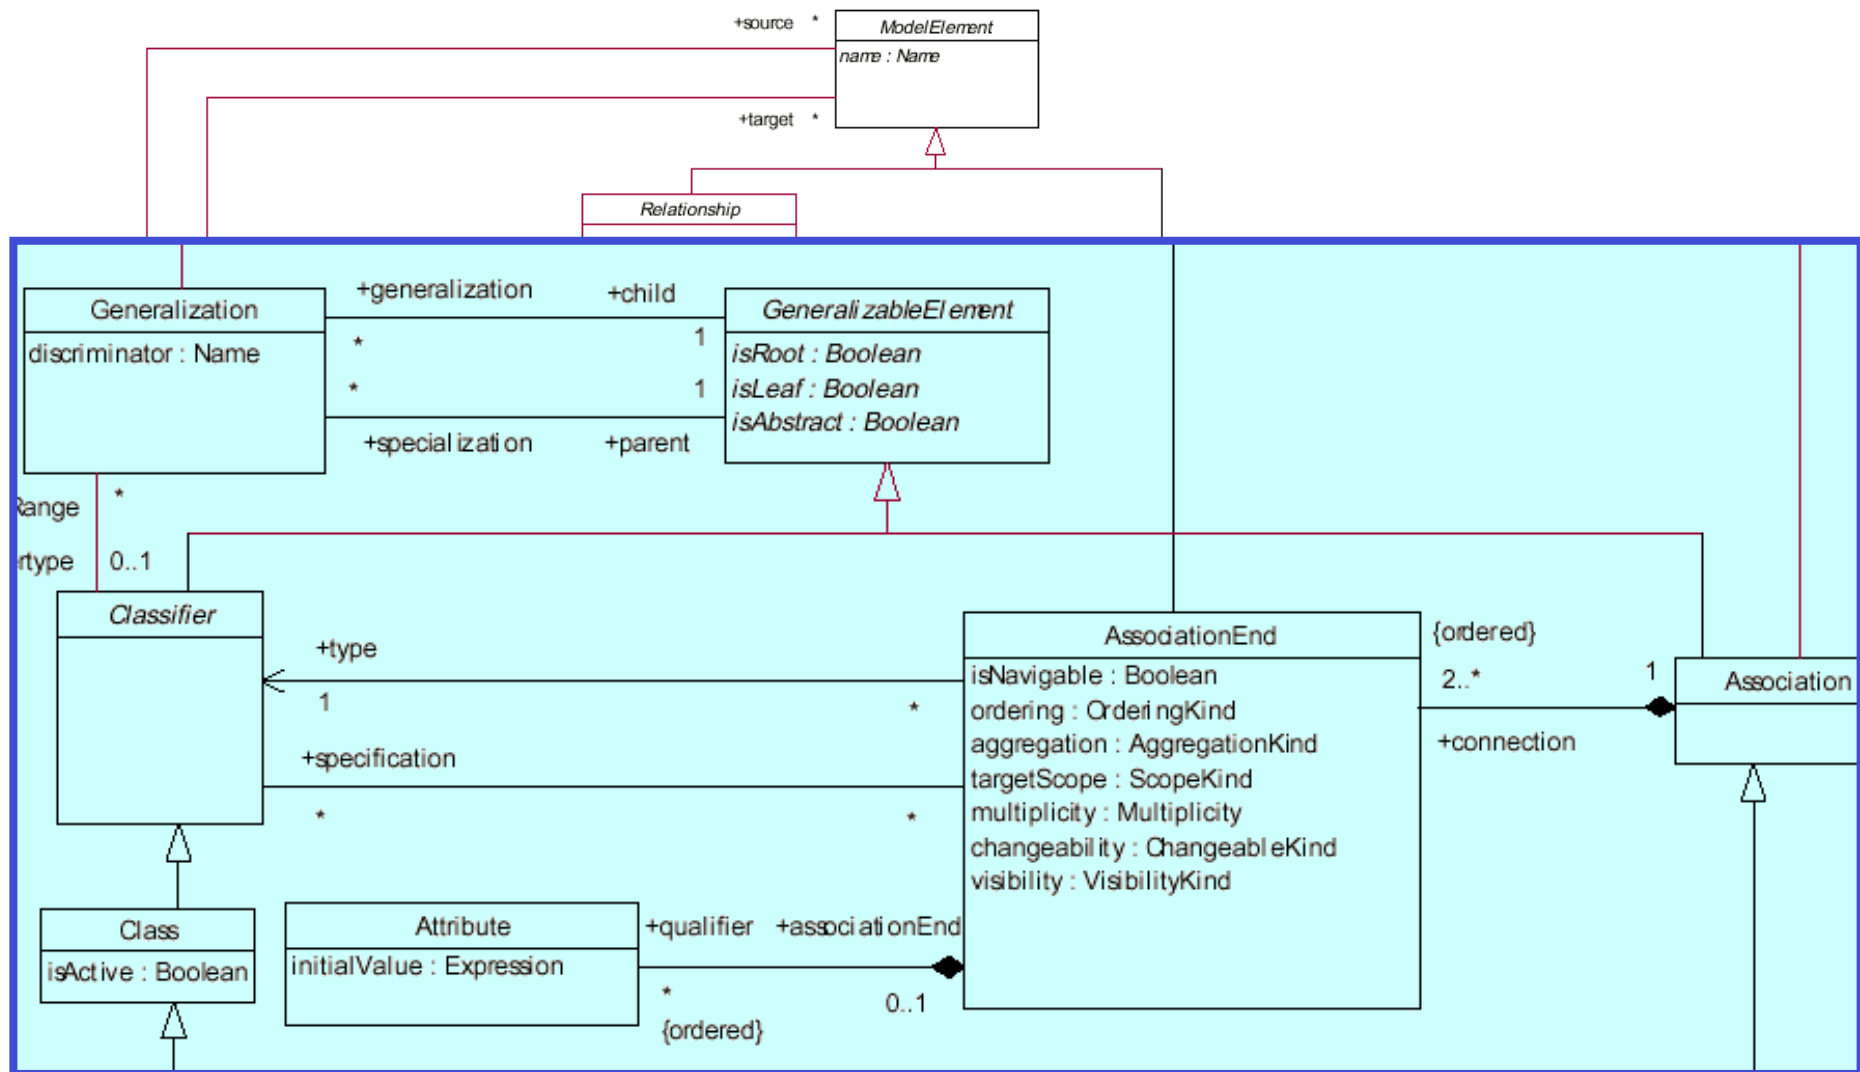 +source *
ModelElement
name : Name
+target *
Relationship
Generalization
discriminator : Name
+generalization
+child
*
1
*
1
+specialization
+parent
GeneralizableElement
isRoot : Boolean
isLeaf : Boolean
isAbstract : Boolean
Range
*
rtype
0..1
Classifier
+type
1
*
+specification
*
*
AssociationEnd
isNavigable : Boolean
ordering : OrderingKind
aggregation : AggregationKind
targetScope : ScopeKind
multiplicity : Multiplicity
changeability : ChangeableKind
visibility : VisibilityKind
{ordered}
2..*
1
+connection
Association
Class
isActive : Boolean
Attribute
initialValue : Expression
+qualifier
+associationEnd
*
0..1
{ordered}